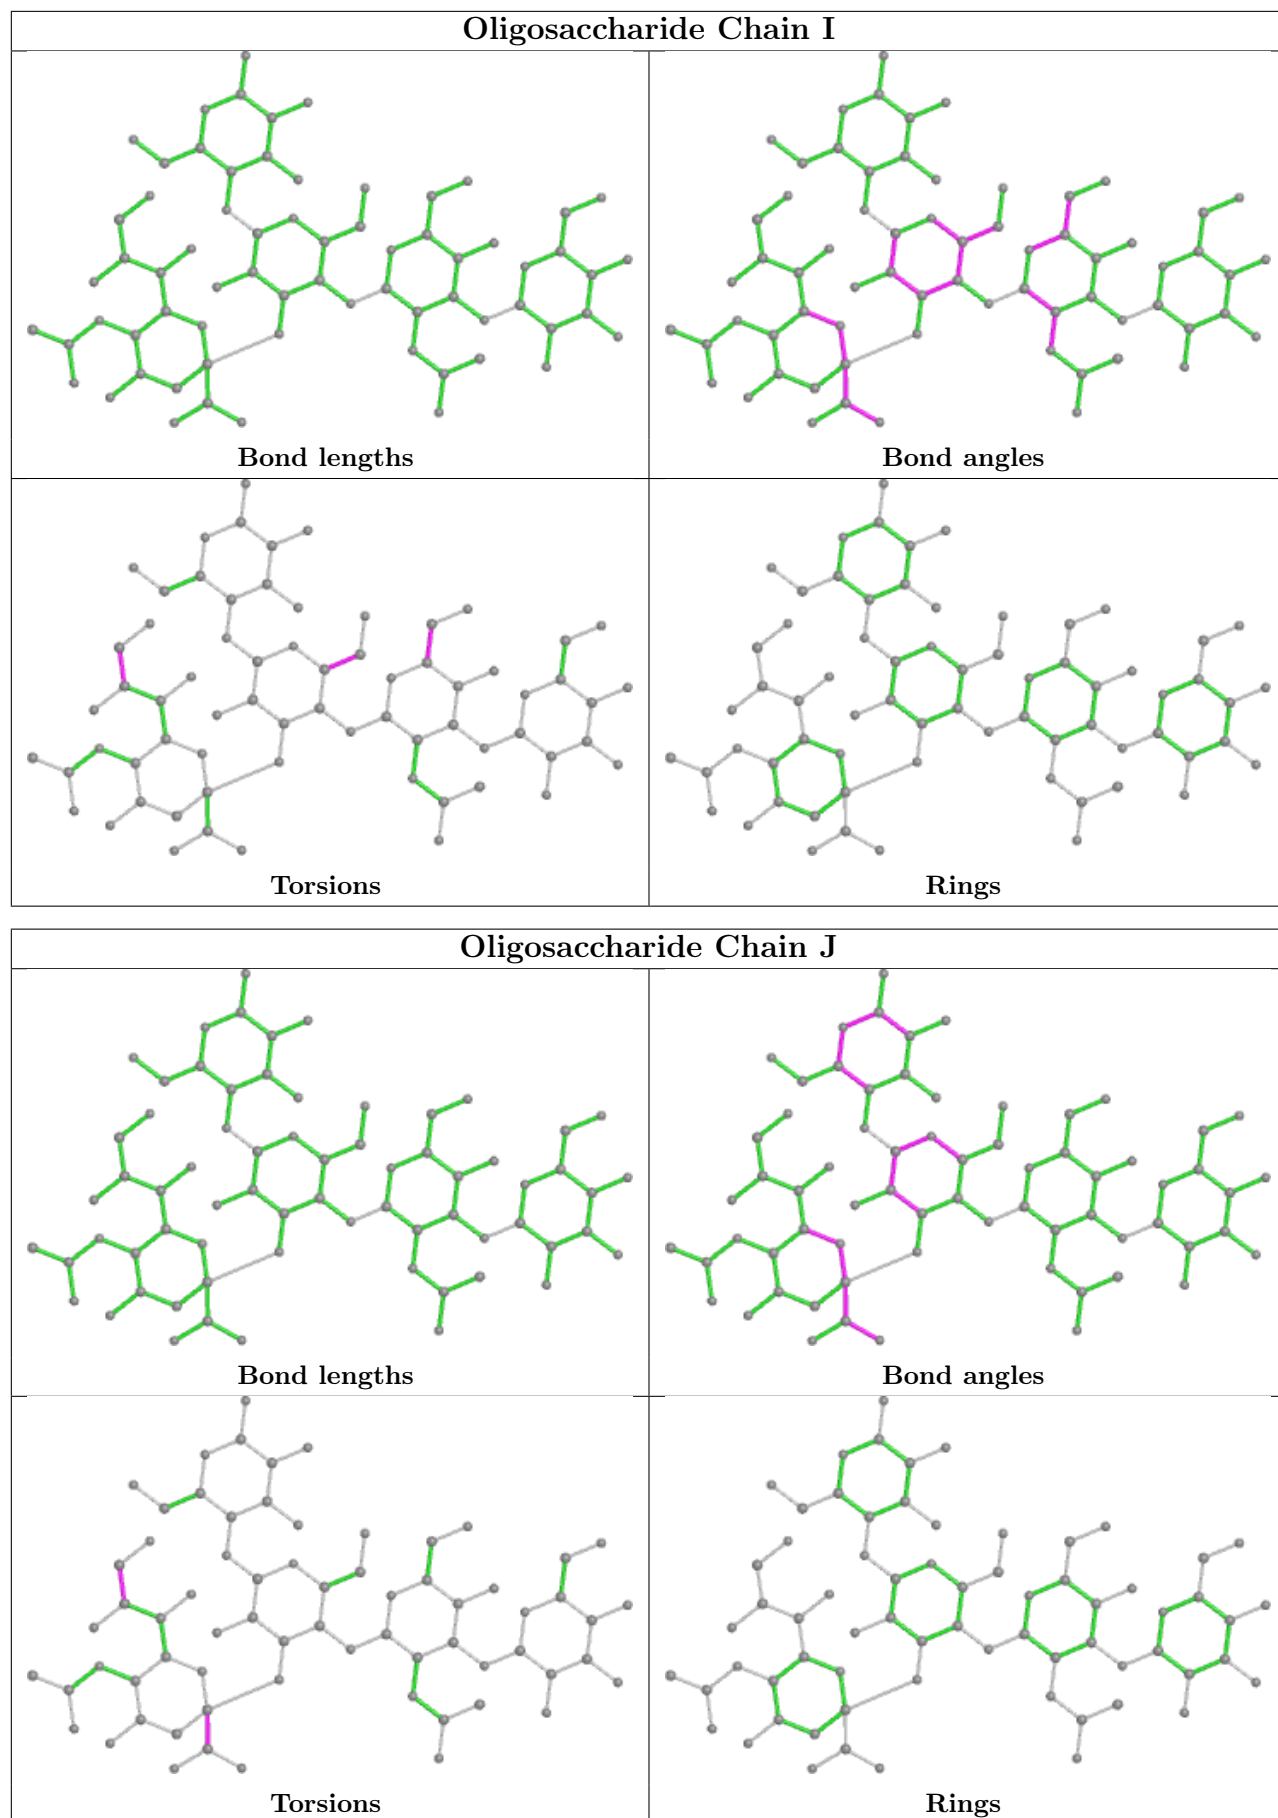 Oligosaccharide Chain I
Bond lengths
Bond angles
Torsions
Rings
Oligosaccharide Chain J
Bond lengths
Bond angles
Torsions
Rings